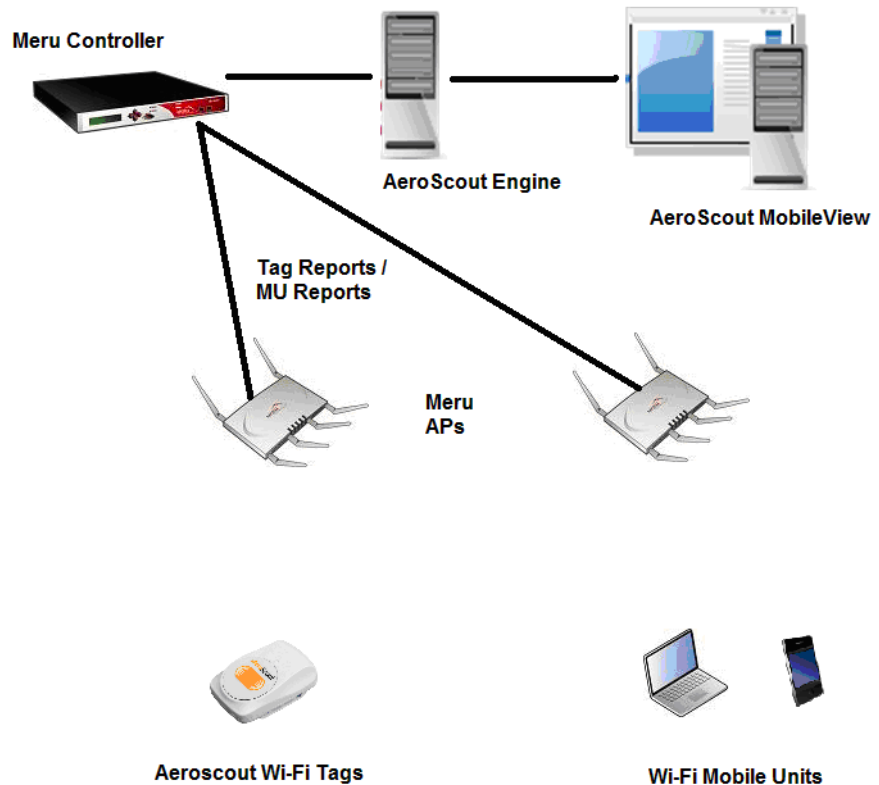 Meru Controller
AeroScout Engine
AeroScout MobileView
Tag Reports /
MU Reports
Meru
APs
Aeroscout Wi-Fi Tags
Wi-Fi Mobile Units